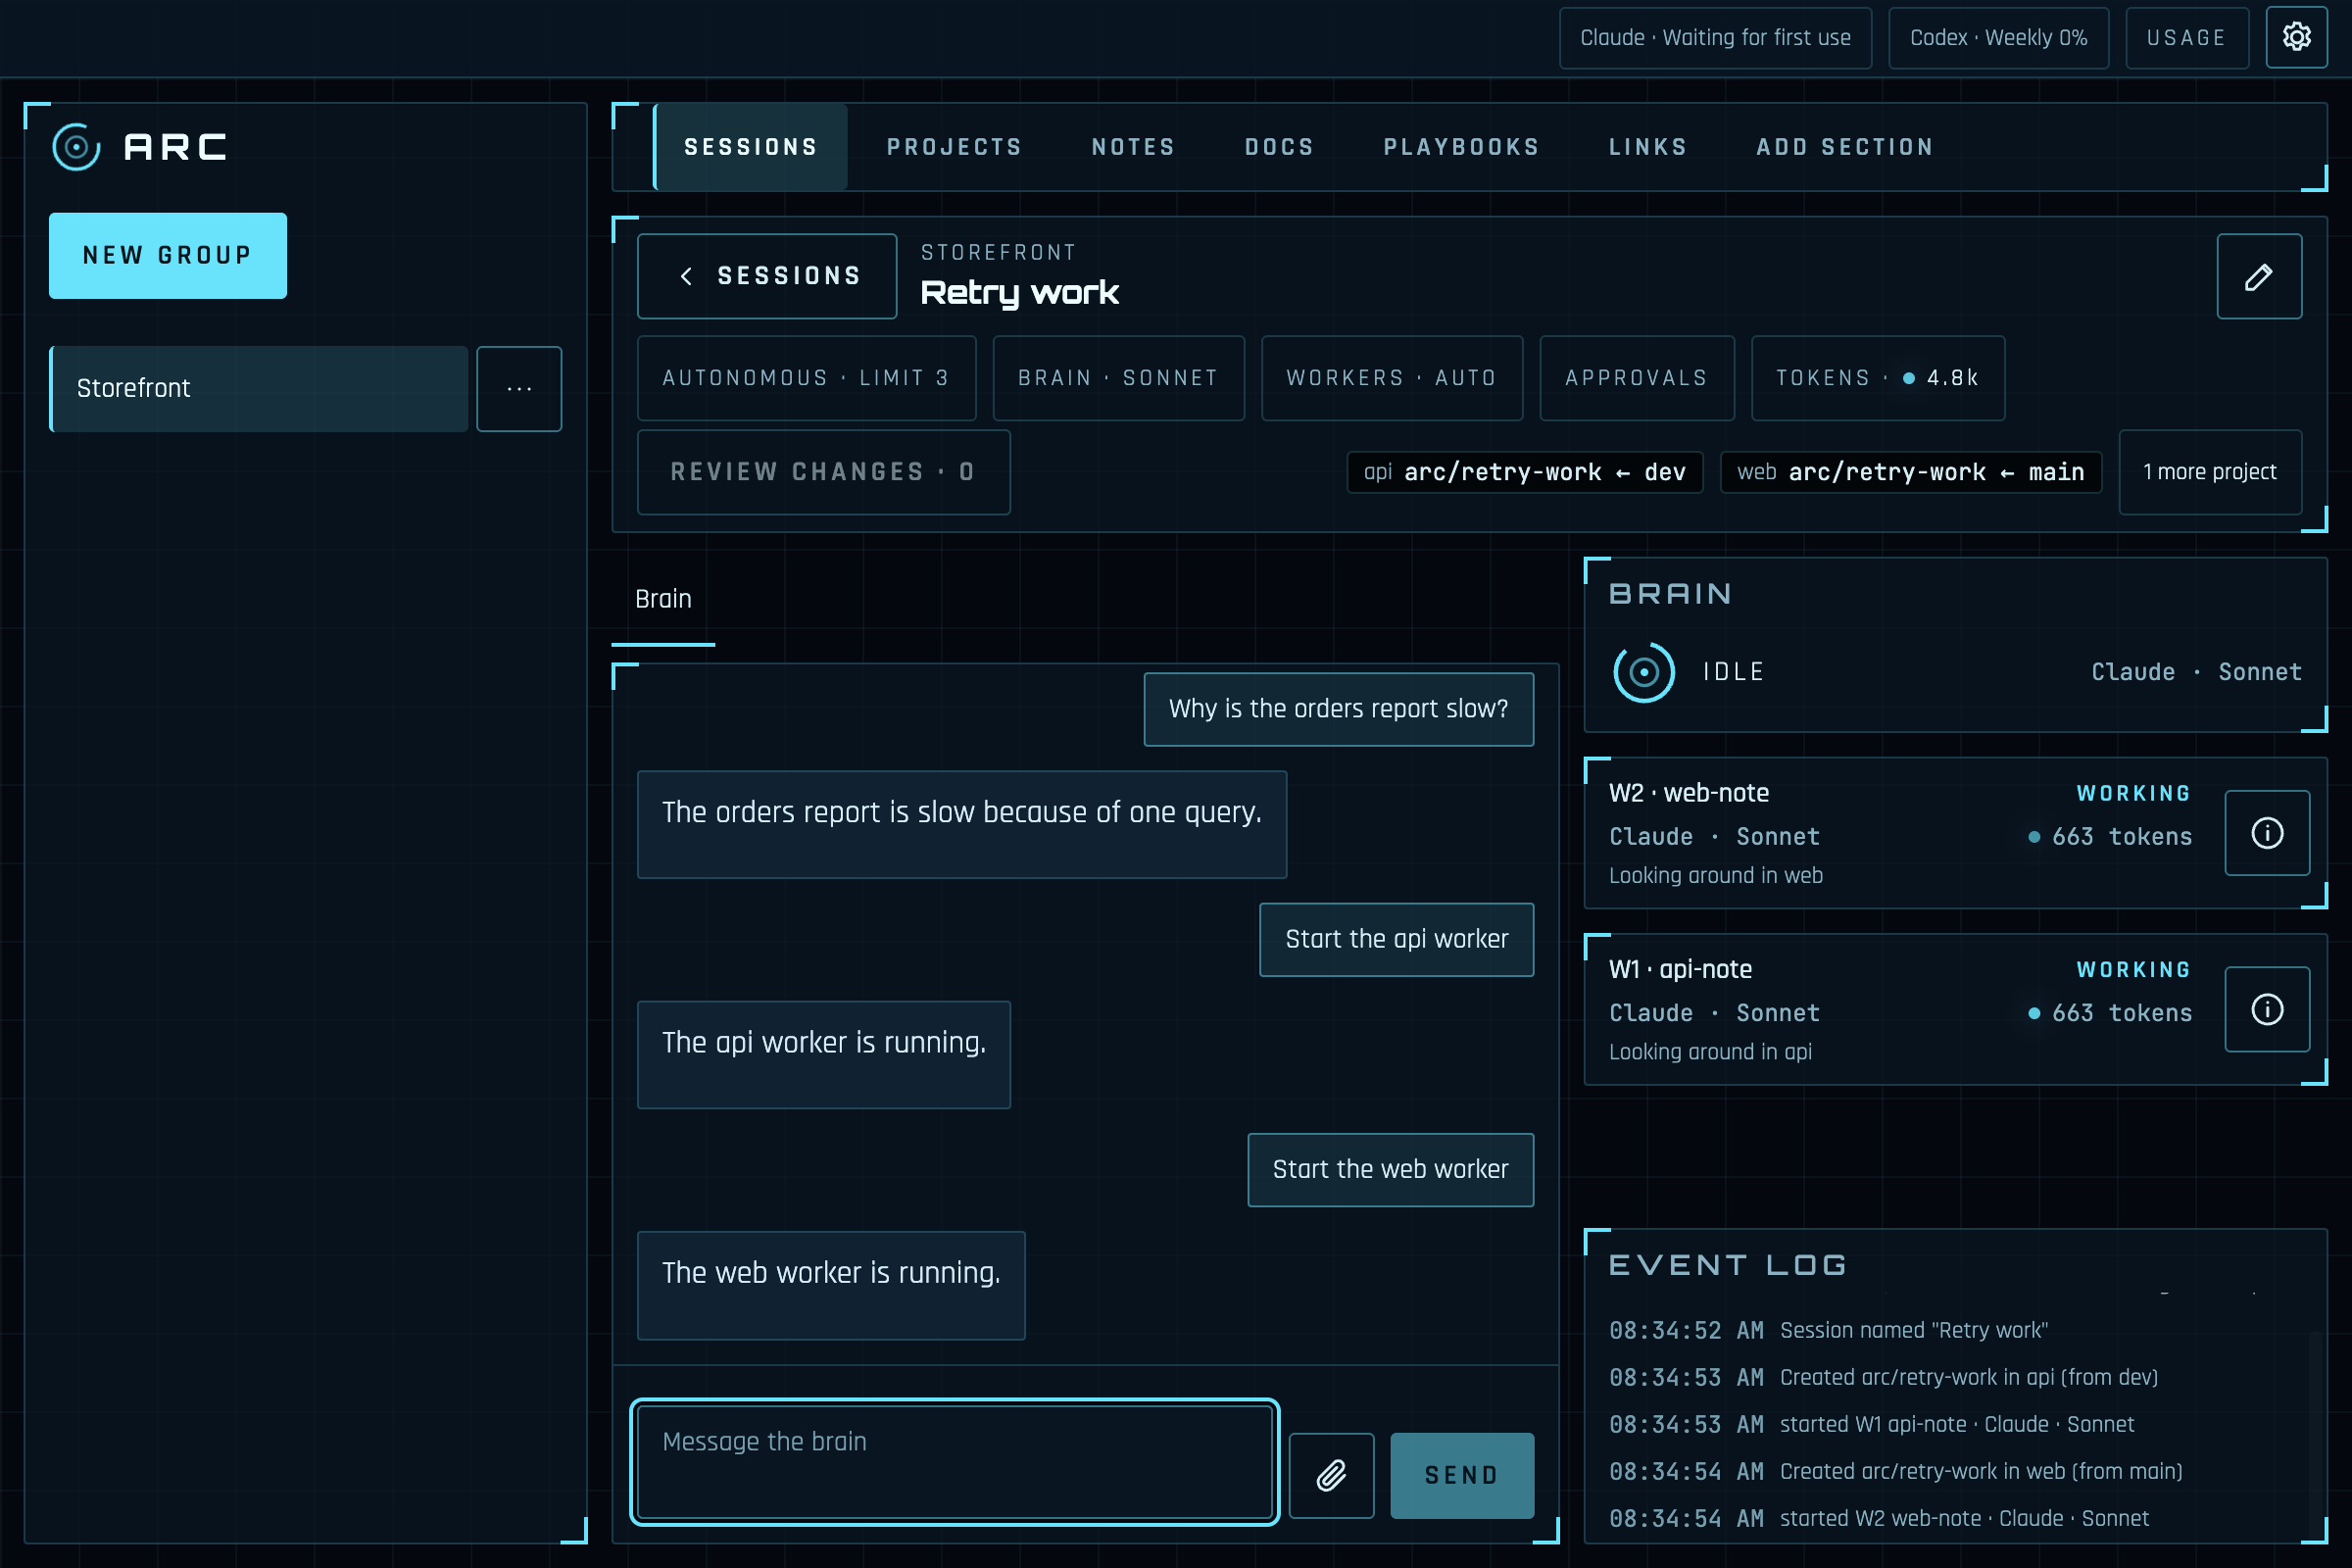 Claude · Waiting for first use
Codex · Weekly 0%
USAGE
ARC
NEW GROUP
Storefront
...
SESSIONS
PROJECTS
NOTES
DOCS
PLAYBOOKS
LINKS
ADD SECTION
SESSIONS
STOREFRONT
Retry work
AUTONOMOUS · LIMIT 3
BRAIN · SONNET
WORKERS · AUTO
APPROVALS
TOKENS · 4.8k
REVIEW CHANGES · 0
api arc/retry-work ← dev
web arc/retry-work ← main
1 more project
Brain
Why is the orders report slow?
The orders report is slow because of one query.
Start the api worker
The api worker is running.
Start the web worker
The web worker is running.
Message the brain
SEND
BRAIN
IDLE
Claude · Sonnet
W2 · web-note
WORKING
Claude · Sonnet
663 tokens
Looking around in web
W1 · api-note
WORKING
Claude · Sonnet
663 tokens
Looking around in api
EVENT LOG
08:34:52 AM Session named "Retry work"
08:34:53 AM Created arc/retry-work in api (from dev)
08:34:53 AM started W1 api-note · Claude · Sonnet
08:34:54 AM Created arc/retry-work in web (from main)
08:34:54 AM started W2 web-note · Claude · Sonnet